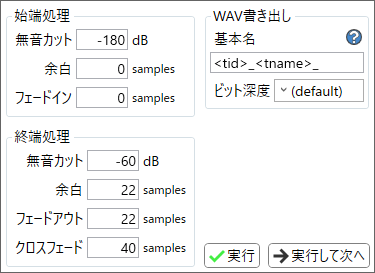 始端処理
無音カット -180 dB
余白 0 samples
フェードイン 0 samples
終端処理
無音カット -60 dB
余白 22 samples
フェードアウト 22 samples
クロスフェード 40 samples
WAV書き出し
基本名 ?
<tid>_<tname>_
ビット深度 (default)
実行 実行して次へ